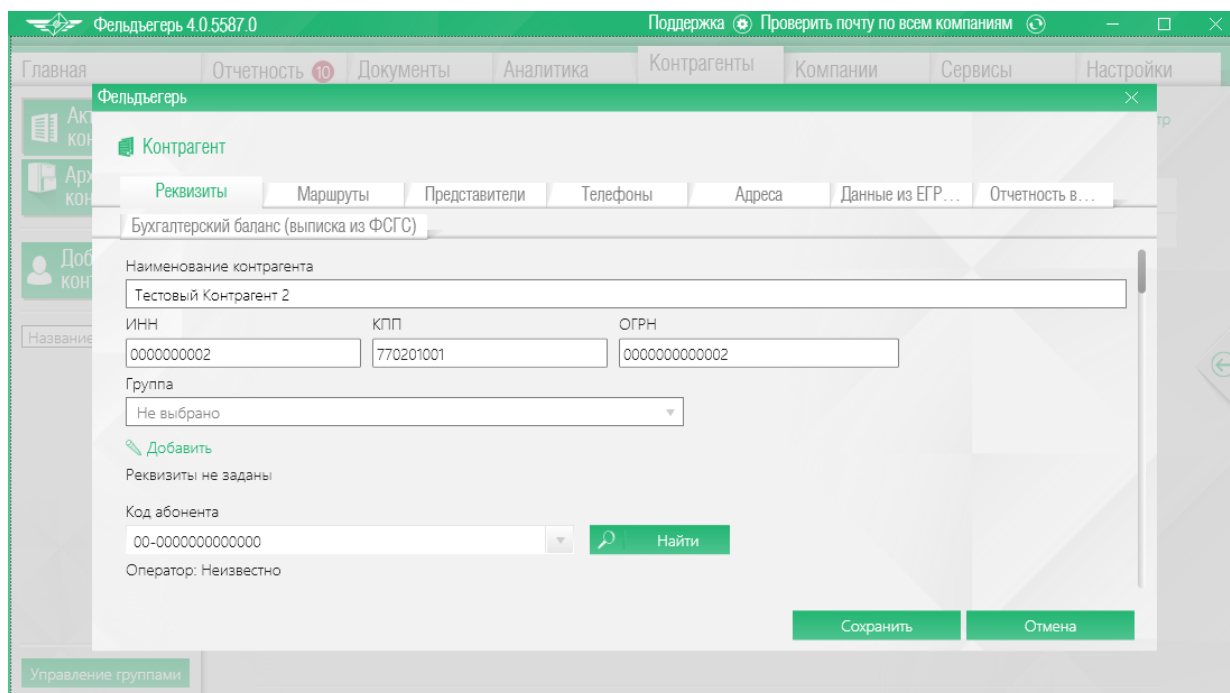 Фельдъегерь 4.0.5587.0 Поддержка Проверить почту по всем компаниям
Главная Отчетность 10 Документы Аналитика Контрагенты Компании Сервисы Настройки
Фельдъегерь
Контрагент
Реквизиты Маршруты Представители Телефоны Адреса Данные из ЕГР... Отчетность в...
Бухгалтерский баланс (выписка из ФСГС)
Наименование контрагента
Тестовый Контрагент 2
ИНН КПП ОГРН
Название
0000000002 770201001 0000000000002
Группа
Не выбрано
Добавить
Реквизиты не заданы
Код абонента
00-0000000000000 Найти
Оператор: Неизвестно
Сохранить Отмена
Управление группами